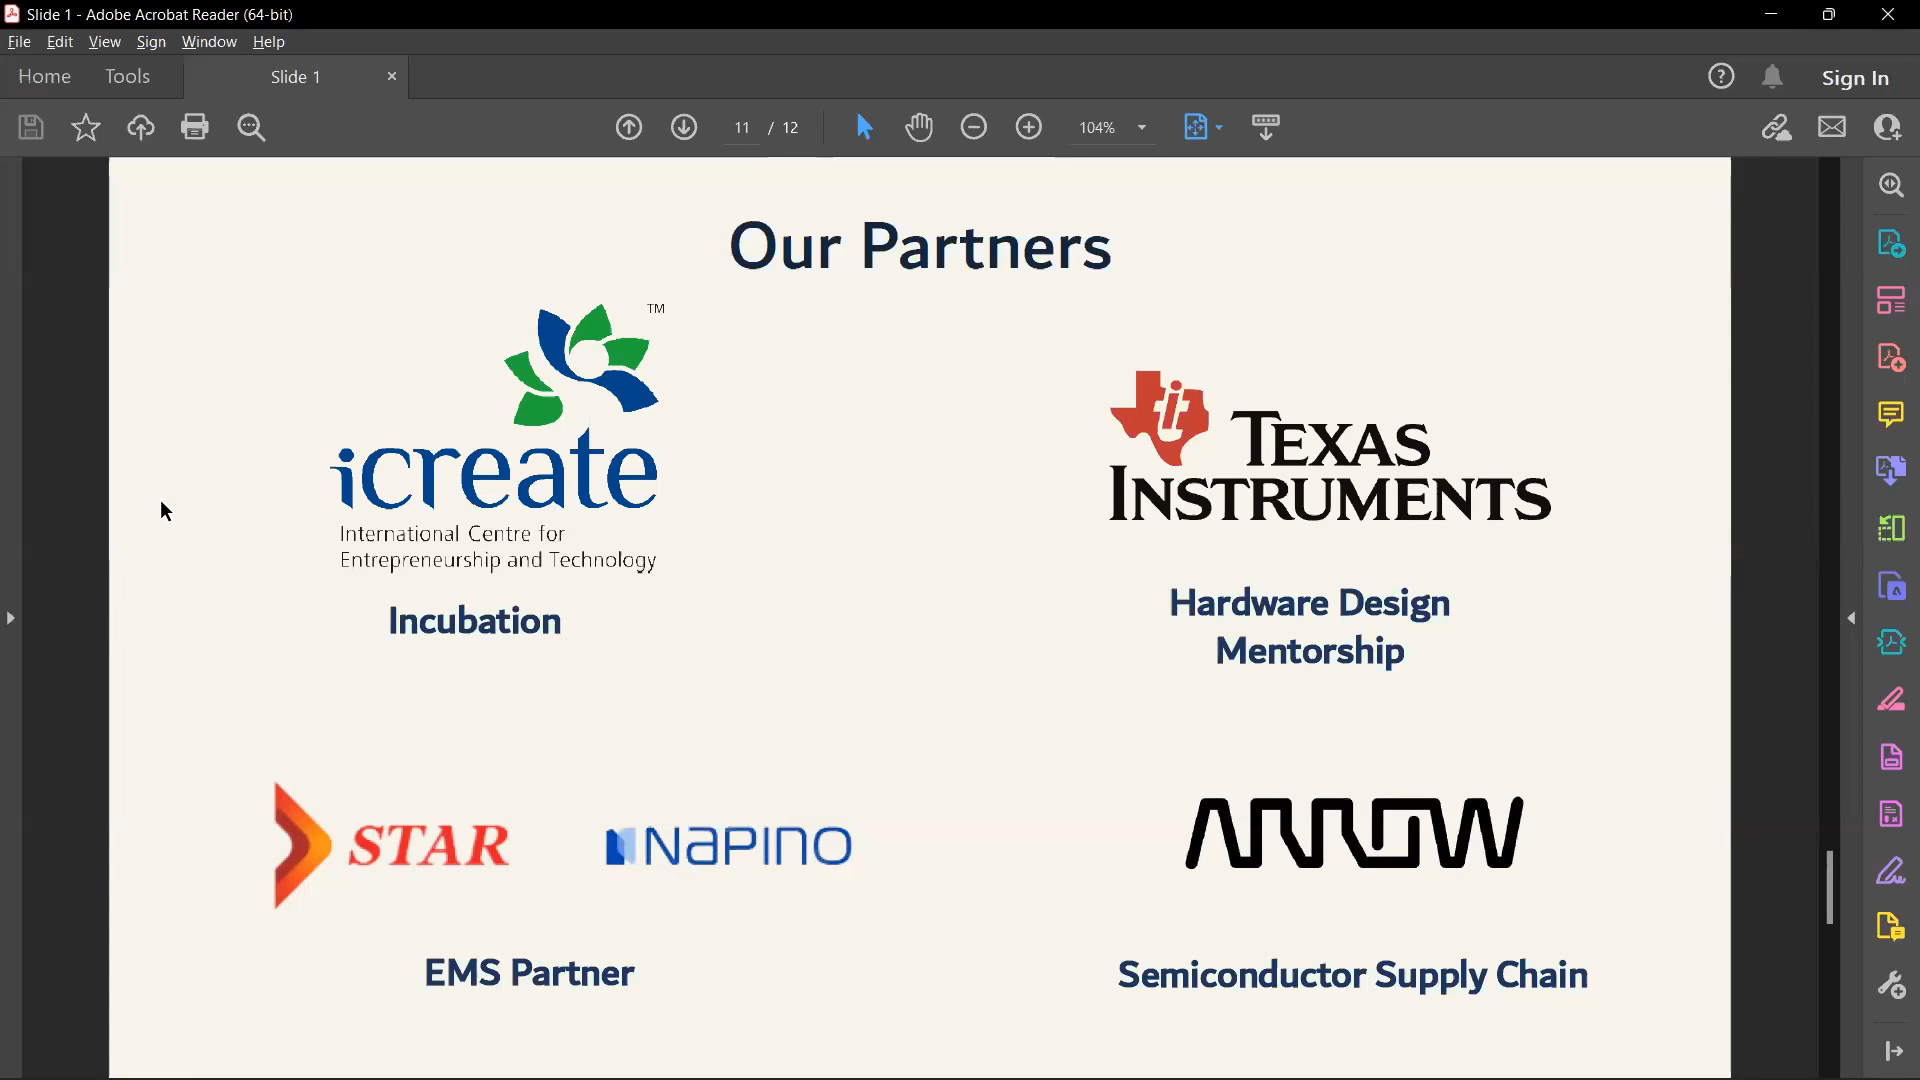 Slide 1 - Adobe Acrobat Reader (64-bit)
File Edit View Sign Window Help
Home Tools Slide 1 Sign In
11 / 12 104%
Our Partners
TM
icreate
International Centre for
Entrepreneurship and Technology
Incubation
TEXAS
INSTRUMENTS
Hardware Design
Mentorship
STAR
NAPINO
EMS Partner
ARROW
Semiconductor Supply Chain